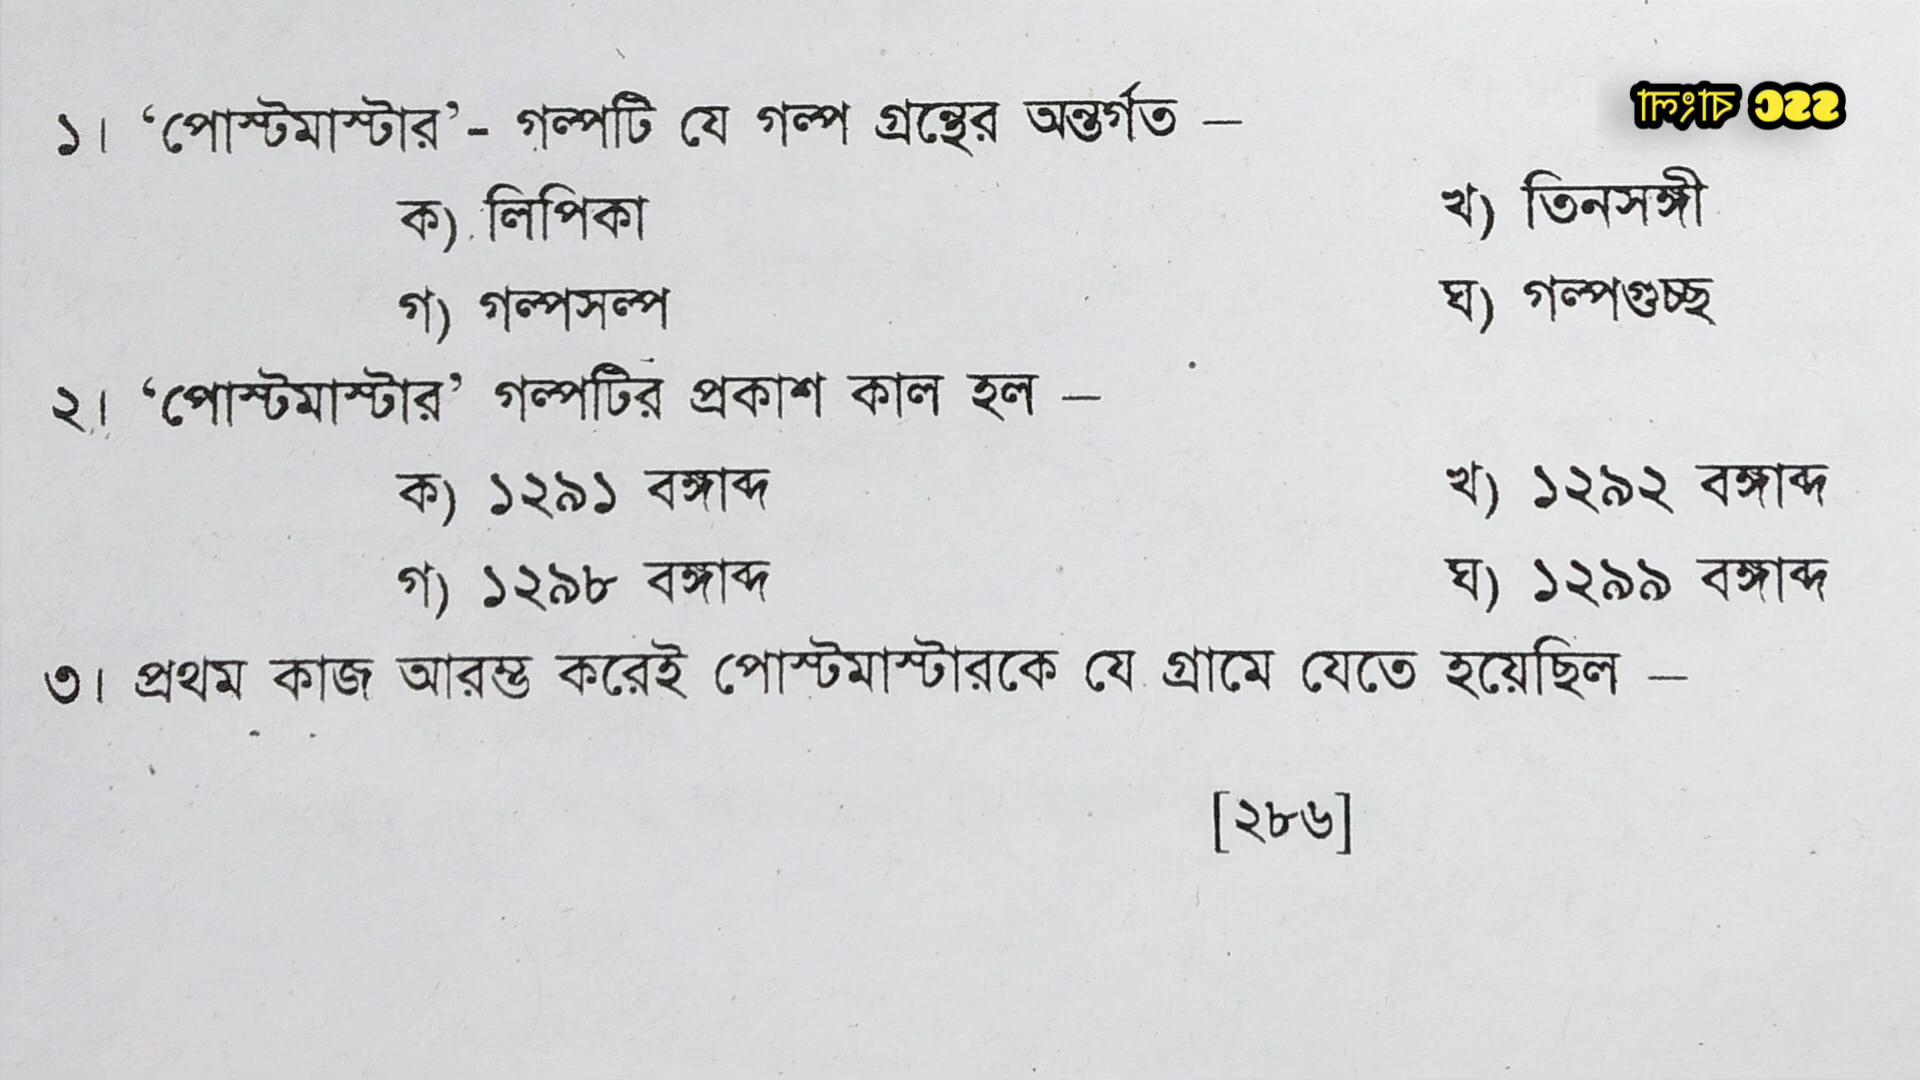 ১। ‘পোস্টমাস্টার’- গল্পটি যে গল্প গ্রন্থের অন্তর্গত –
ক) লিপিকা খ) তিনসঙ্গী
গ) গল্পসল্প ঘ) গল্পগুচ্ছ
২। ‘পোস্টমাস্টার’ গল্পটির প্রকাশ কাল হল –
ক) ১২৯১ বঙ্গাব্দ খ) ১২৯২ বঙ্গাব্দ
গ) ১২৯৮ বঙ্গাব্দ ঘ) ১২৯৯ বঙ্গাব্দ
৩। প্রথম কাজ আরম্ভ করেই পোস্টমাস্টারকে যে গ্রামে যেতে হয়েছিল –
[২৮৬]